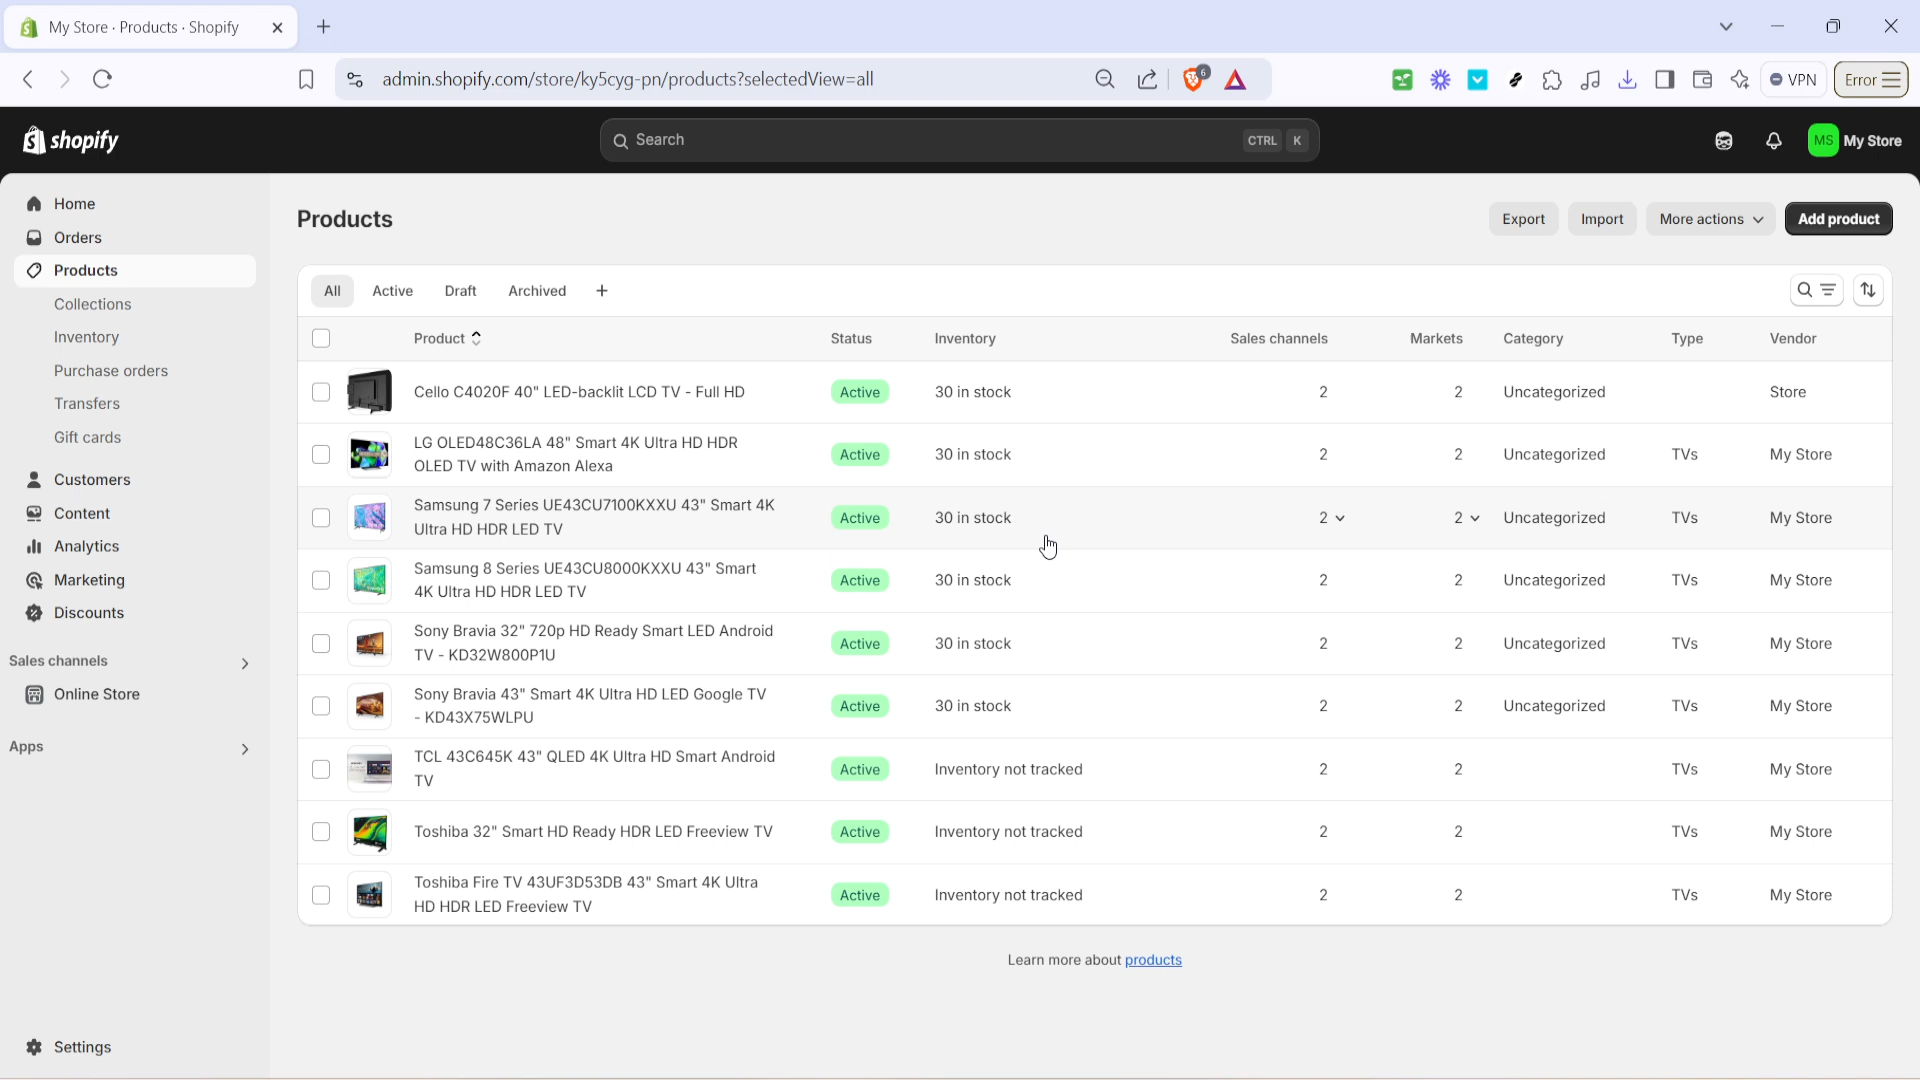 My Store · Products · Shopify
admin.shopify.com/store/ky5cyg-pn/products?selectedView=all
6
VPN
Error
shopify
Search
CTRL K
MS My Store
Home
Orders
Products
Collections
Inventory
Purchase orders
Transfers
Gift cards
Customers
Content
Analytics
Marketing
Discounts
Sales channels
Online Store
Apps
Settings
Products
Export Import More actions Add product
All Active Draft Archived
Product Status Inventory Sales channels Markets Category Type Vendor
Cello C4020F 40" LED-backlit LCD TV - Full HD Active 30 in stock 2 2 Uncategorized Store
LG OLED48C36LA 48" Smart 4K Ultra HD HDR
OLED TV with Amazon Alexa
Active 30 in stock 2 2 Uncategorized TVs My Store
Samsung 7 Series UE43CU7100KXXU 43" Smart 4K
Ultra HD HDR LED TV
Active 30 in stock 2 2 Uncategorized TVs My Store
Samsung 8 Series UE43CU8000KXXU 43" Smart
4K Ultra HD HDR LED TV
Active 30 in stock 2 2 Uncategorized TVs My Store
Sony Bravia 32" 720p HD Ready Smart LED Android
TV - KD32W800P1U
Active 30 in stock 2 2 Uncategorized TVs My Store
Sony Bravia 43" Smart 4K Ultra HD LED Google TV
- KD43X75WLPU
Active 30 in stock 2 2 Uncategorized TVs My Store
TCL 43C645K 43" QLED 4K Ultra HD Smart Android
TV
Active Inventory not tracked 2 2 TVs My Store
Toshiba 32" Smart HD Ready HDR LED Freeview TV Active Inventory not tracked 2 2 TVs My Store
Toshiba Fire TV 43UF3D53DB 43" Smart 4K Ultra
HD HDR LED Freeview TV
Active Inventory not tracked 2 2 TVs My Store
Learn more about products